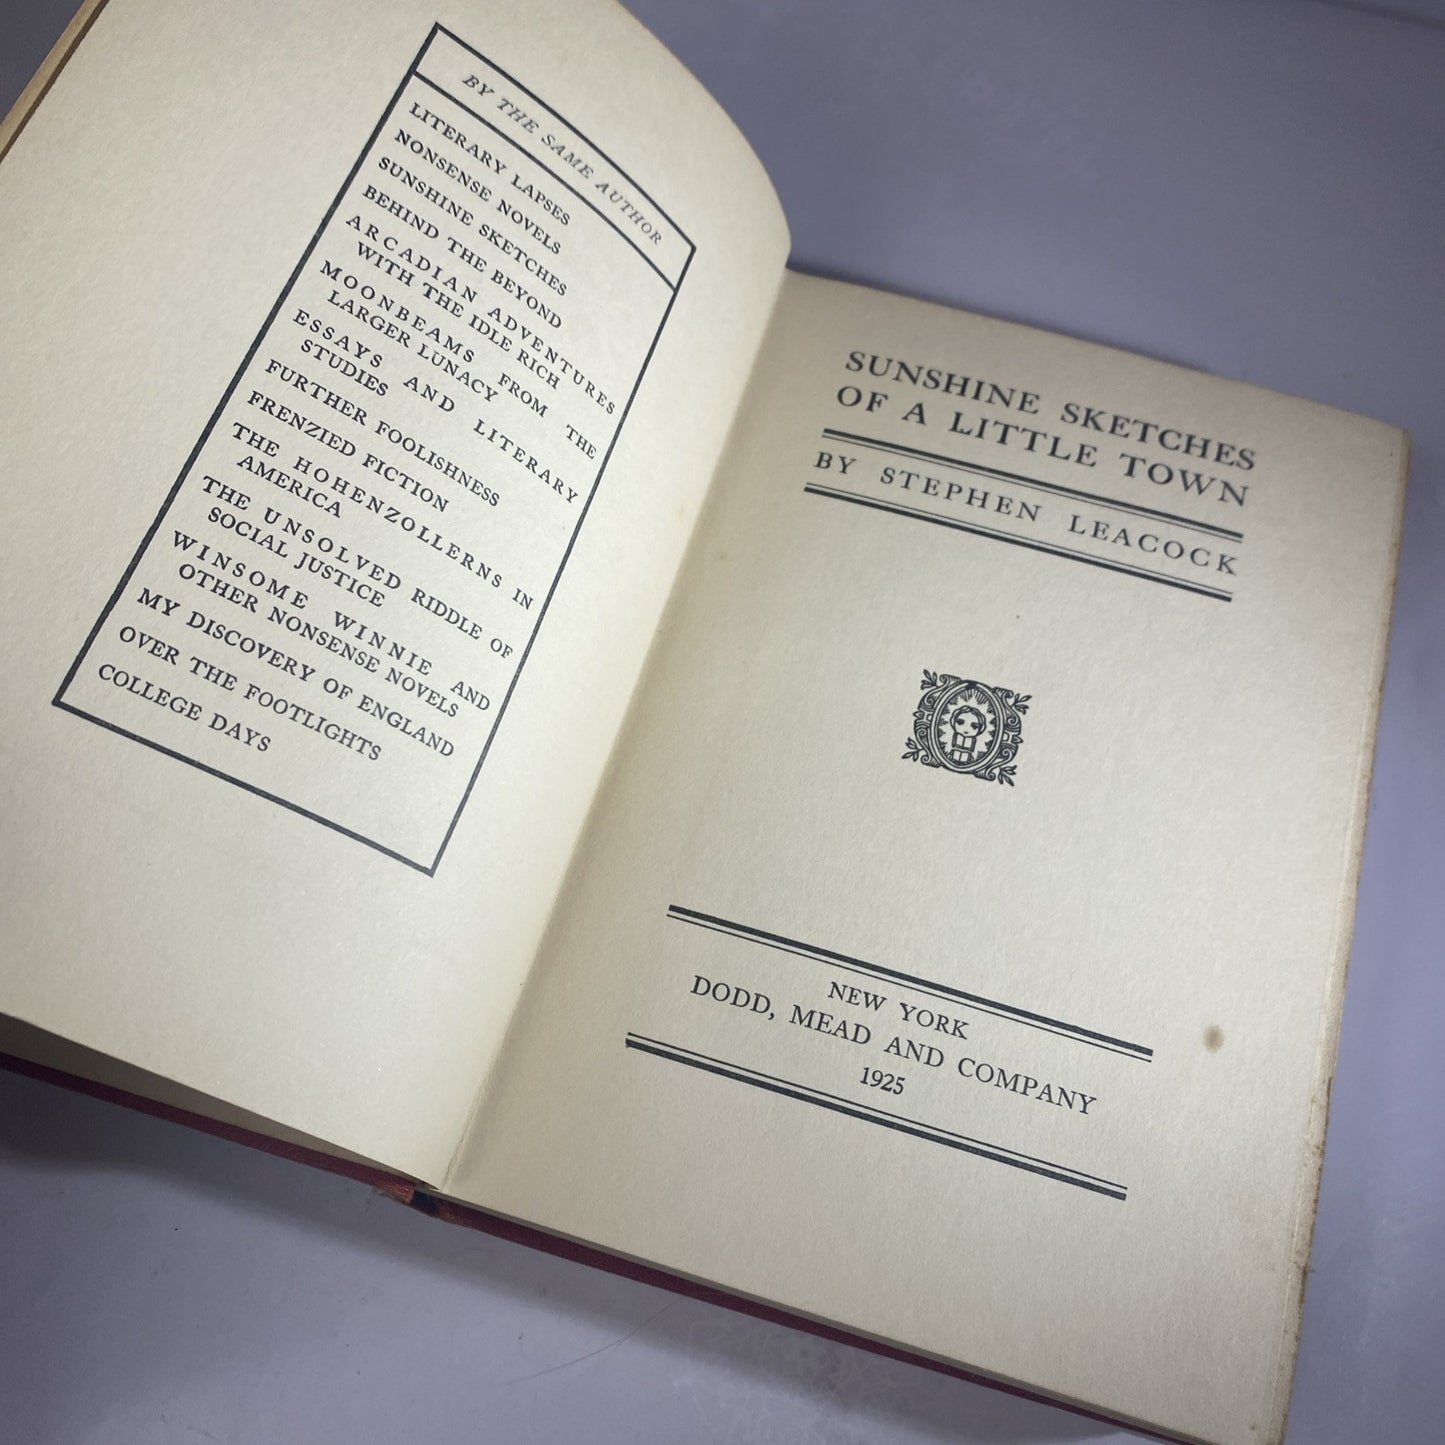 BY THE SAME AUTHOR
LITERARY LAPSES
NONSENSE NOVELS
SUNSHINE SKETCHES
BEHIND THE BEYOND
ARCADIAN ADVENTURES
WITH THE IDLE RICH
MOONBEAMS FROM THE
LARGER LUNACY
ESSAYS AND LITERARY
STUDIES
FURTHER FOOLISHNESS
FRENZIED FICTION
THE HOHENZOLLERNS IN
AMERICA
THE UNSOLVED RIDDLE OF
SOCIAL JUSTICE
WINSOME WINNIE AND
OTHER NONSENSE NOVELS
MY DISCOVERY OF ENGLAND
OVER THE FOOTLIGHTS
COLLEGE DAYS
SUNSHINE SKETCHES
OF A LITTLE TOWN
BY STEPHEN LEACOCK
NEW YORK
DODD, MEAD AND COMPANY
1925